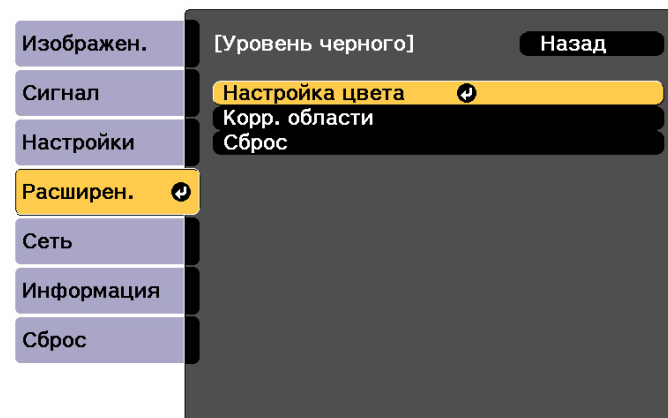 Изображен.
Сигнал
Настройки
Расширен.
Сеть
Информация
Сброс
[Уровень черного]
Назад
Настройка цвета
Корр. области
Сброс